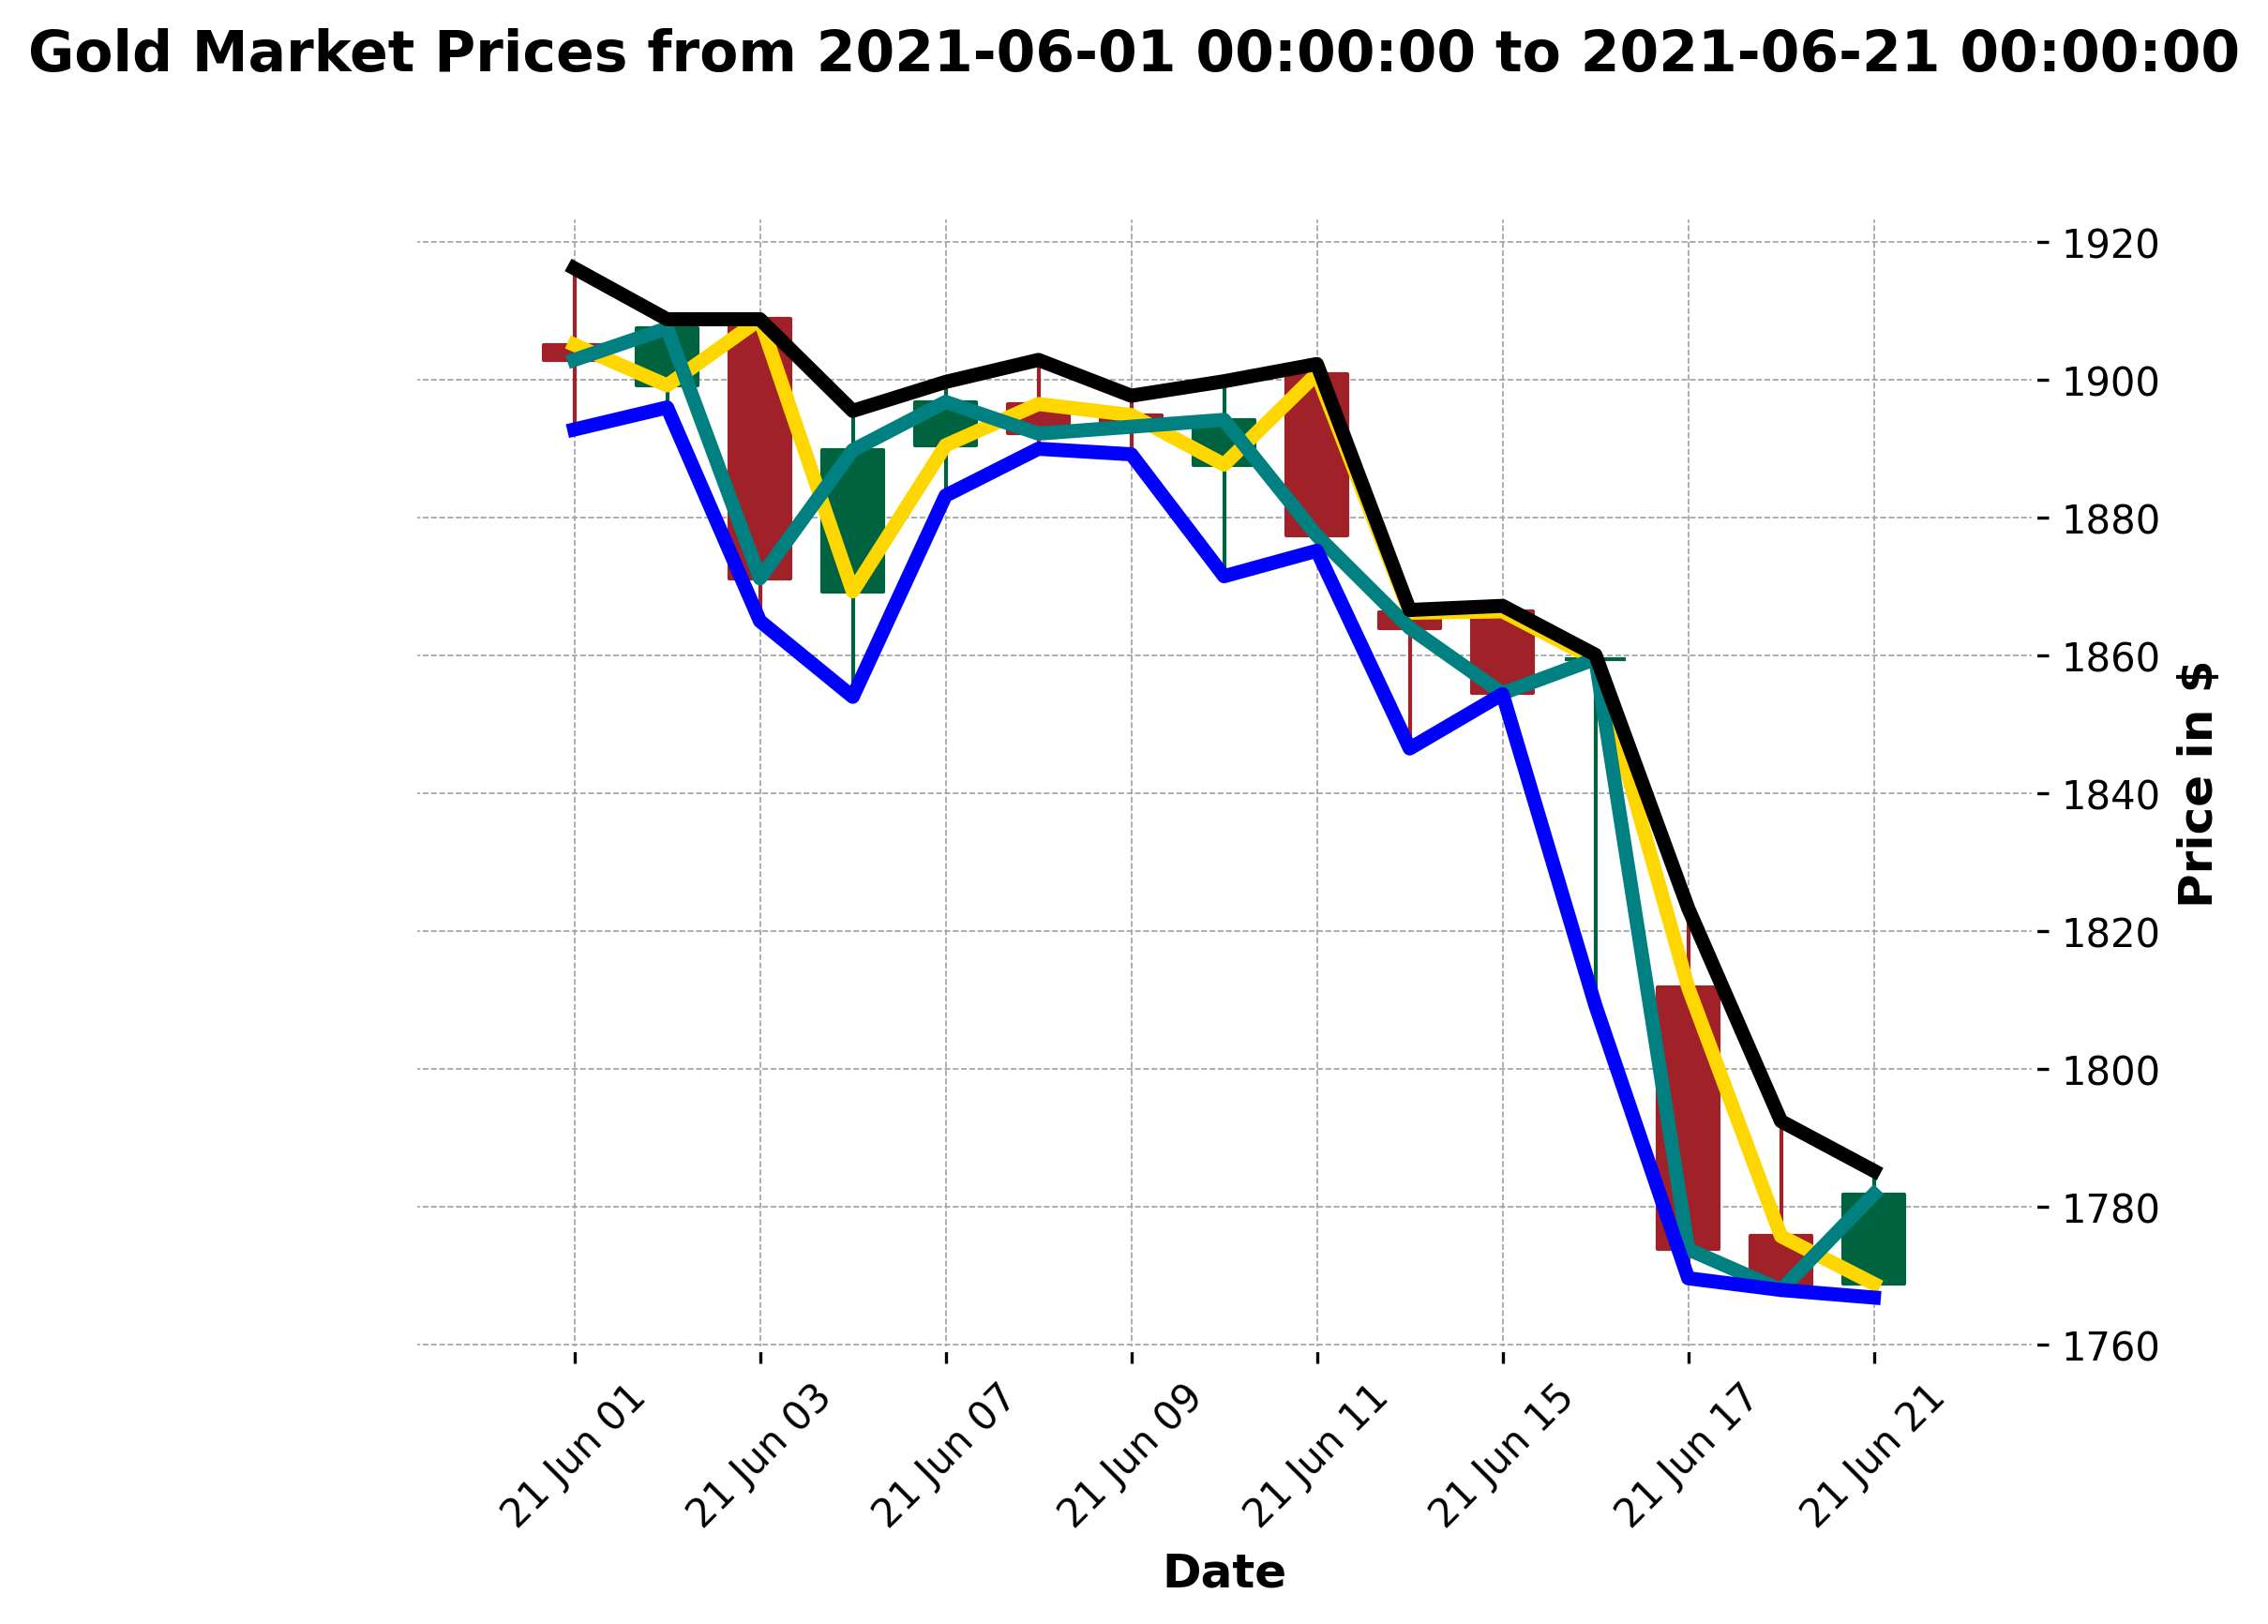 Gold Market Prices from 2021-06-01 00:00:00 to 2021-06-21 00:00:00
1920
1900
1880
1860
1840
1820
1800
1780
1760
Price in $
21 Jun 01
21 Jun 03
21 Jun 07
21 Jun 09
21 Jun 11
21 Jun 15
21 Jun 17
21 Jun 21
Date